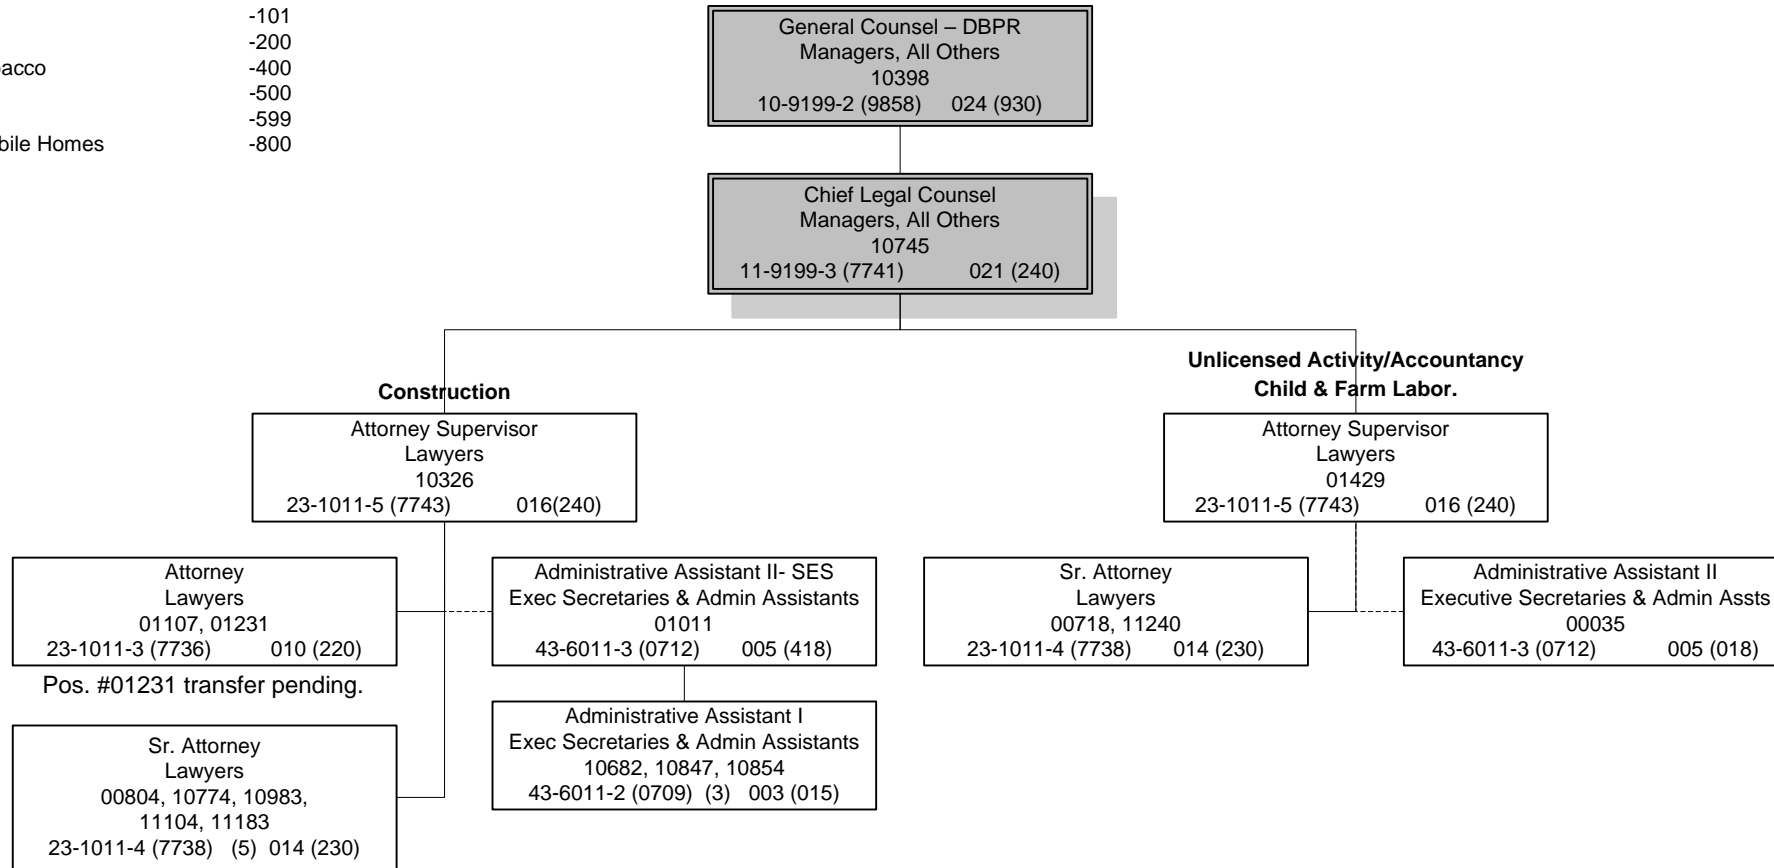 -101
-200
acco -400
-500
-599
bile Homes -800
General Counsel – DBPR
Managers, All Others
10398
10-9199-2 (9858) 024 (930)
Chief Legal Counsel
Managers, All Others
10745
11-9199-3 (7741) 021 (240)
Construction
Attorney Supervisor
Lawyers
10326
23-1011-5 (7743) 016(240)
Attorney
Lawyers
01107, 01231
23-1011-3 (7736) 010 (220)
Pos. #01231 transfer pending.
Sr. Attorney
Lawyers
00804, 10774, 10983,
11104, 11183
23-1011-4 (7738) (5) 014 (230)
Administrative Assistant II- SES
Exec Secretaries & Admin Assistants
01011
43-6011-3 (0712) 005 (418)
Administrative Assistant I
Exec Secretaries & Admin Assistants
10682, 10847, 10854
43-6011-2 (0709) (3) 003 (015)
Unlicensed Activity/Accountancy
Child & Farm Labor.
Attorney Supervisor
Lawyers
01429
23-1011-5 (7743) 016 (240)
Sr. Attorney
Lawyers
00718, 11240
23-1011-4 (7738) 014 (230)
Administrative Assistant II
Executive Secretaries & Admin Assts
00035
43-6011-3 (0712) 005 (018)